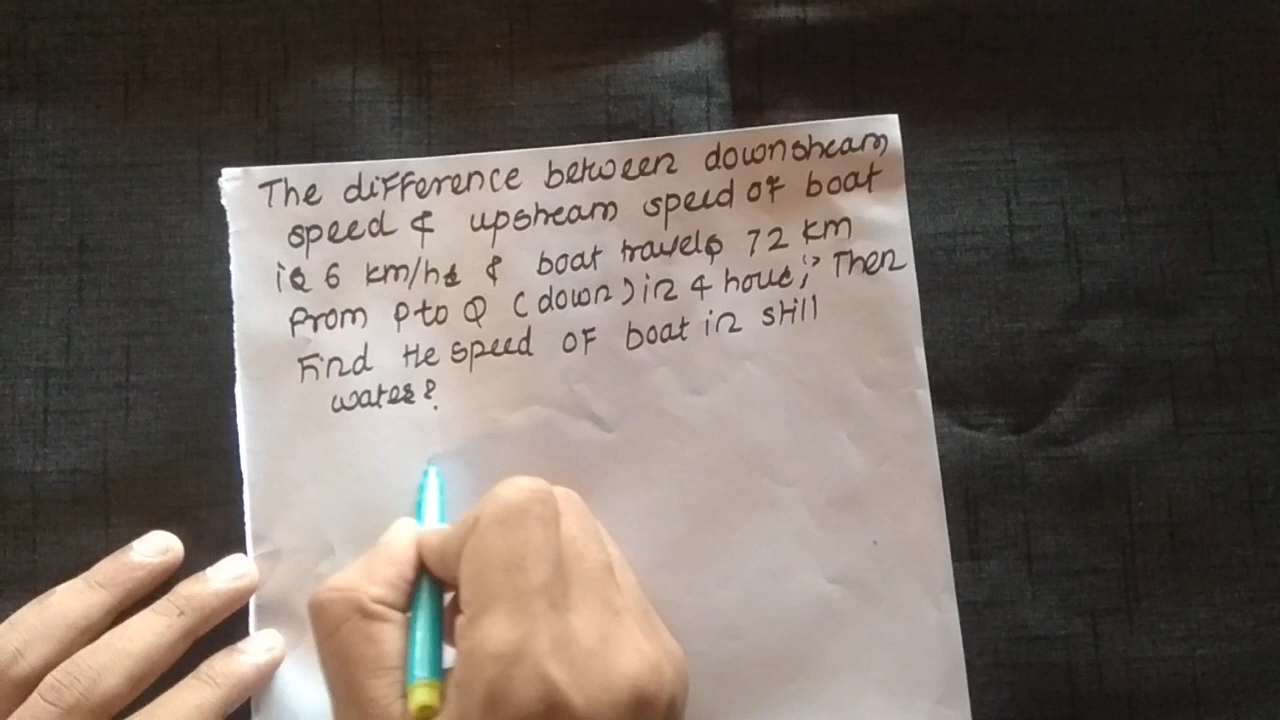 The difference between downstream
speed & upstream speed of boat
is 6 km/hr & boat travels 72 km
from P to Q (down) in 4 hour, Then
Find the speed of boat in still
water?